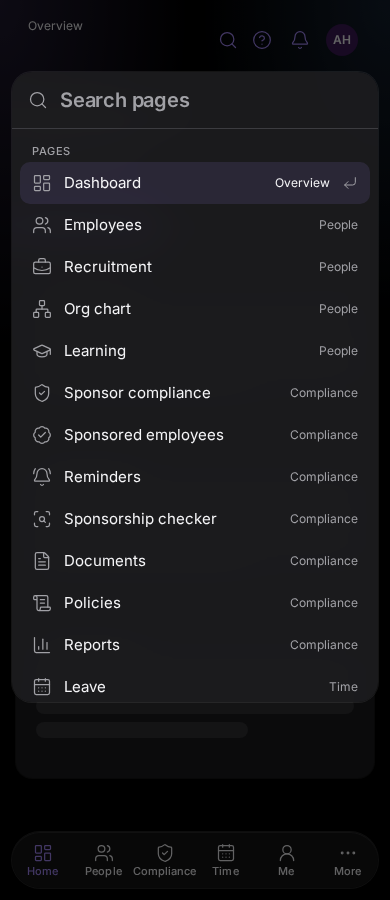 Overview
AH
Search pages
PAGES
Dashboard Overview
Employees People
Recruitment People
Org chart People
Learning People
Sponsor compliance Compliance
Sponsored employees Compliance
Reminders Compliance
Sponsorship checker Compliance
Documents Compliance
Policies Compliance
Reports Compliance
Leave Time
Home People Compliance Time Me More